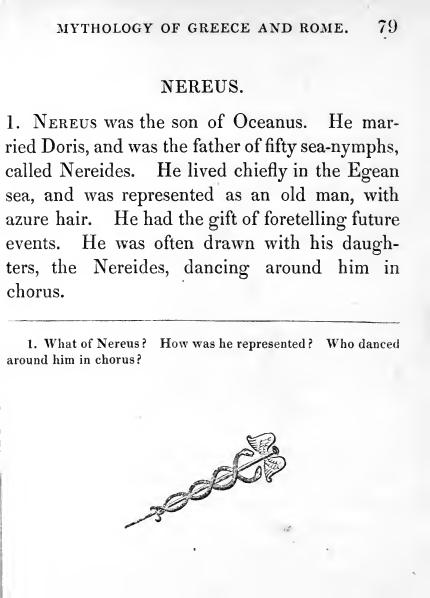 MYTHOLOGY OF GREECE AND ROME. 79
NEREUS.
1. NEREUS was the son of Oceanus. He mar-
ried Doris, and was the father of fifty sea-nymphs,
called Nereides. He lived chiefly in the Egean
sea, and was represented as an old man, with
azure hair. He had the gift of foretelling future
events. He was often drawn with his daugh-
ters, the Nereides, dancing around him in
chorus.
1. What of Nereus? How was he represented? Who danced
around him in chorus?